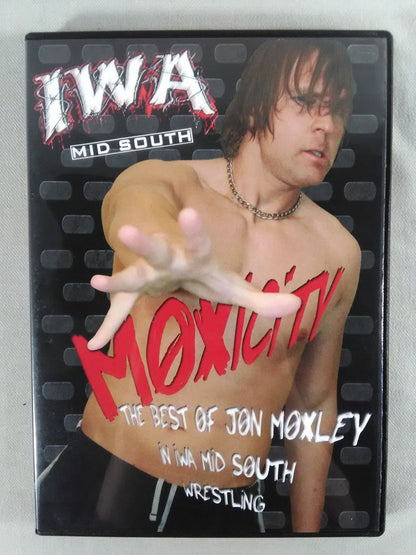 IWA
MID SOUTH
MOXICITY
THE BEST OF JON MOXLEY
IN IWA MID SOUTH
WRESTLING